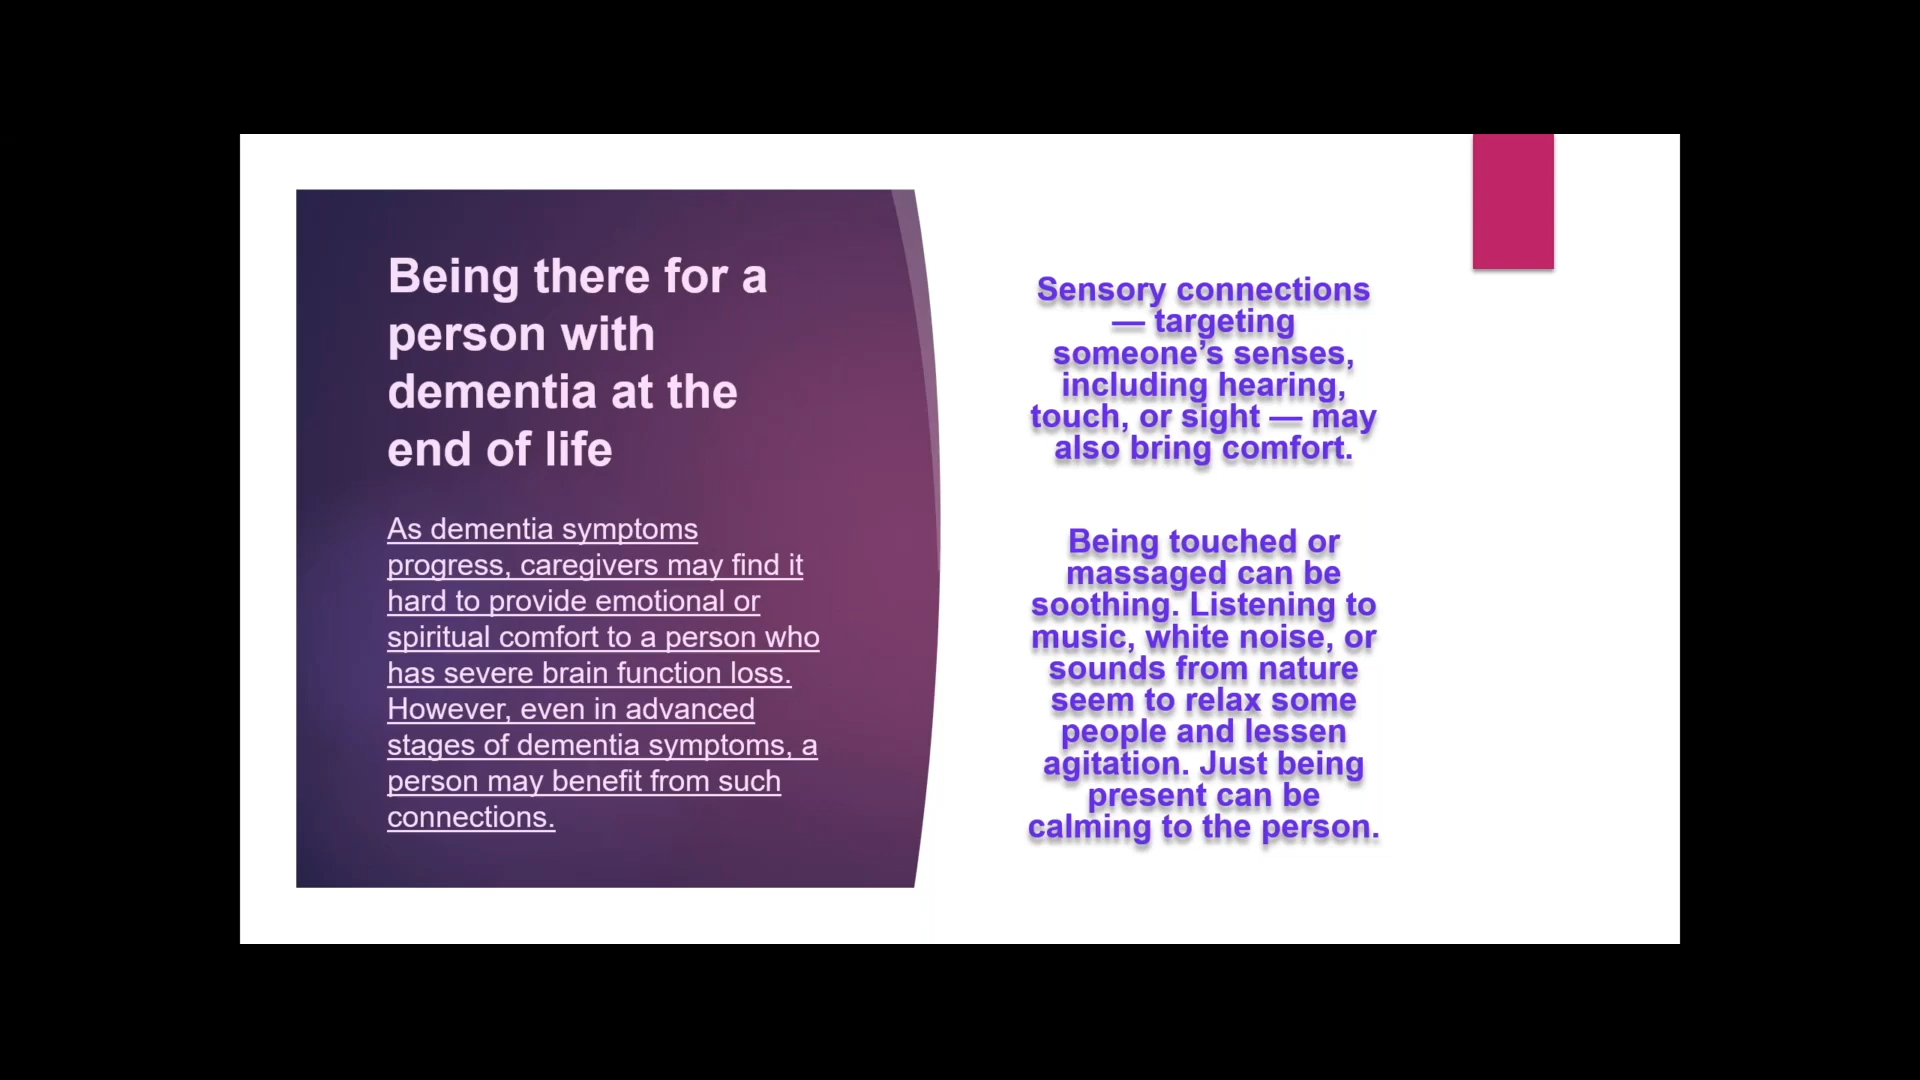 Being there for a
person with
dementia at the
end of life
As dementia symptoms
progress, caregivers may find it
hard to provide emotional or
spiritual comfort to a person who
has severe brain function loss.
However, even in advanced
stages of dementia symptoms, a
person may benefit from such
connections.
Sensory connections
— targeting
someone’s senses,
including hearing,
touch, or sight — may
also bring comfort.
Being touched or
massaged can be
soothing. Listening to
music, white noise, or
sounds from nature
seem to relax some
people and lessen
agitation. Just being
present can be
calming to the person.